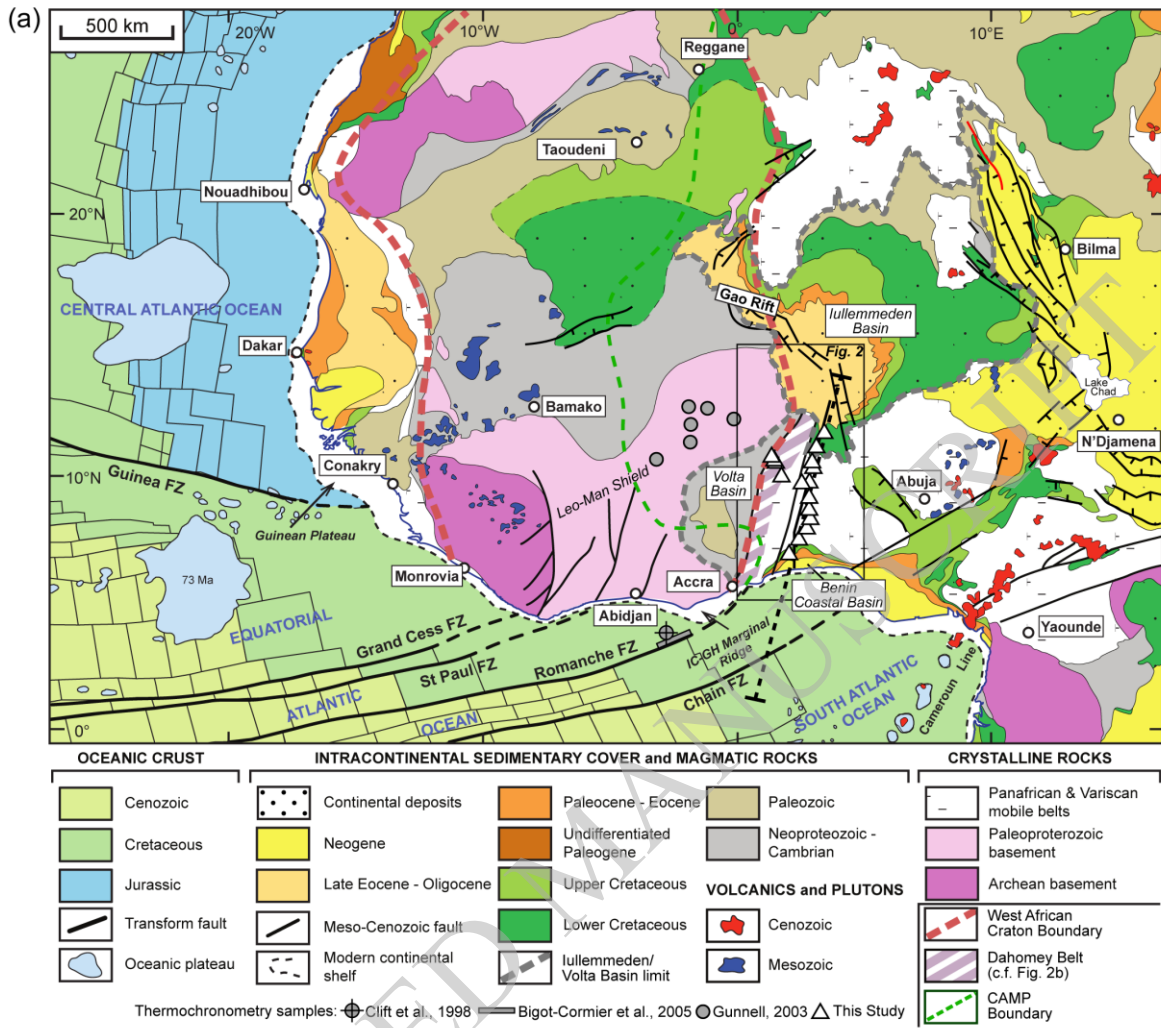 (a)
500 km
20°W
10°W
0°
10°E
Reggane
Taoudeni
Nouadhibou
20°N
Bilma
CENTRAL ATLANTIC OCEAN
Gao Rift
Iullemmeden
Basin
Dakar
Fig. 2
Lake
Chad
Bamako
N'Djamena
Conakry
Leo-Man Shield
Volta
Basin
Abuja
10°N
Guinea FZ
Guinean Plateau
73 Ma
Monrovia
Accra
Benin
Coastal Basin
Abidjan
Yaounde
EQUATORIAL
Grand Cess FZ
St Paul FZ
Romanche FZ
IC-GH Marginal
Ridge
Chain FZ
ATLANTIC
OCEAN
SOUTH ATLANTIC
OCEAN
Cameroun Line
0°
OCEANIC CRUST
Cenozoic
Cretaceous
Jurassic
Transform fault
Oceanic plateau
INTRACONTINENTAL SEDIMENTARY COVER and MAGMATIC ROCKS
Continental deposits
Neogene
Late Eocene - Oligocene
Meso-Cenozoic fault
Modern continental
shelf
Paleocene - Eocene
Undifferentiated
Paleogene
Upper Cretaceous
Lower Cretaceous
Iullemmeden/
Volta Basin limit
Paleozoic
Neoproteozoic -
Cambrian
VOLCANICS and PLUTONS
Cenozoic
Mesozoic
CRYSTALLINE ROCKS
Panafrican & Variscan
mobile belts
Paleoproterozoic
basement
Archean basement
West African
Craton Boundary
Dahomey Belt
(c.f. Fig. 2b)
CAMP
Boundary
Thermochronometry samples: Clift et al., 1998 Bigot-Cormier et al., 2005 Gunnell, 2003 This Study
ED MANUSCRIPT